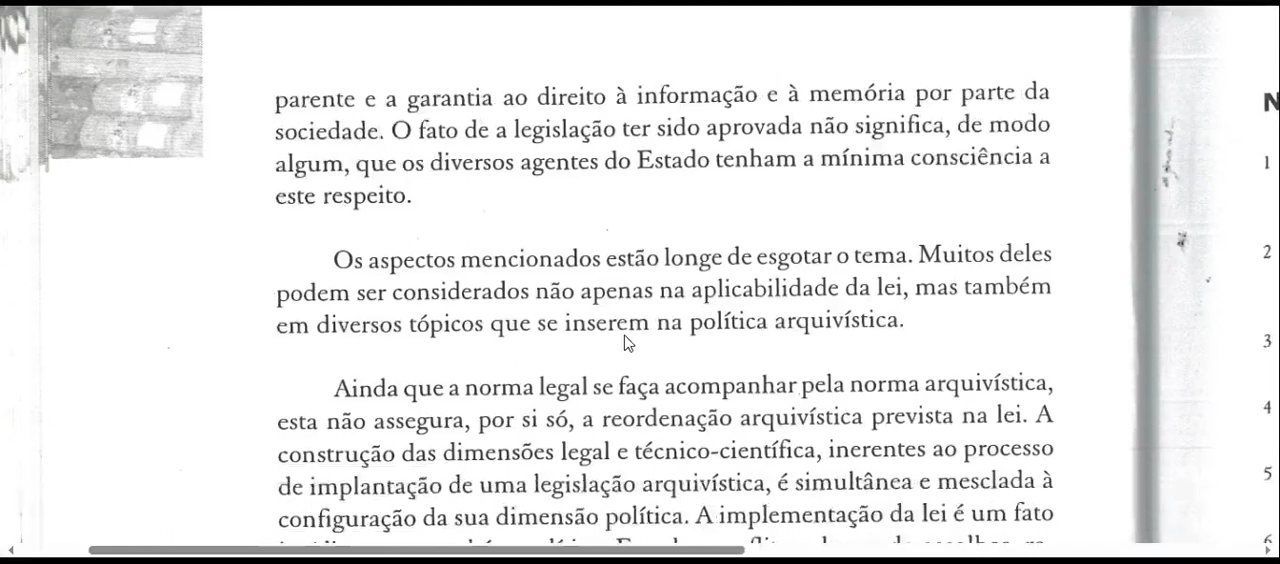 parente e a garantia ao direito à informação e à memória por parte da
sociedade. O fato de a legislação ter sido aprovada não significa, de modo
algum, que os diversos agentes do Estado tenham a mínima consciência a
este respeito.
Os aspectos mencionados estão longe de esgotar o tema. Muitos deles
podem ser considerados não apenas na aplicabilidade da lei, mas também
em diversos tópicos que se inserem na política arquivística.
Ainda que a norma legal se faça acompanhar pela norma arquivística,
esta não assegura, por si só, a reordenação arquivística prevista na lei. A
construção das dimensões legal e técnico-científica, inerentes ao processo
de implantação de uma legislação arquivística, é simultânea e mesclada à
configuração da sua dimensão política. A implementação da lei é um fato
N
1
2
3
4
5
6